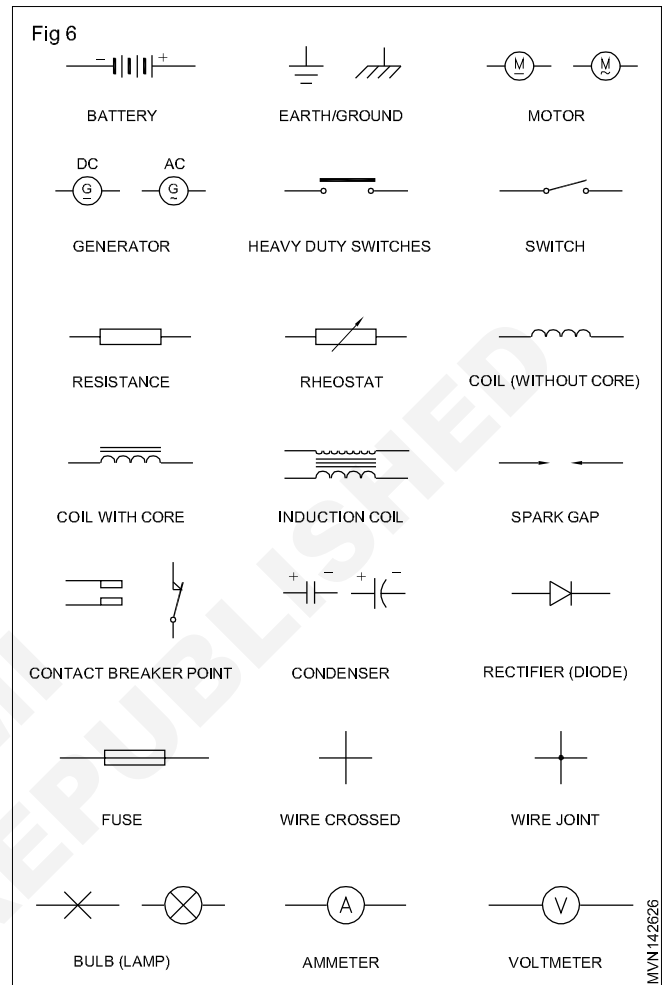 Fig 6
- +
BATTERY EARTH/GROUND MOTOR
M M
DC AC
G G
GENERATOR HEAVY DUTY SWITCHES SWITCH
RESISTANCE RHEOSTAT COIL (WITHOUT CORE)
COIL WITH CORE INDUCTION COIL SPARK GAP
+ - + -
CONTACT BREAKER POINT CONDENSER RECTIFIER (DIODE)
FUSE WIRE CROSSED WIRE JOINT
A V
BULB (LAMP) AMMETER VOLTMETER
MVN142626